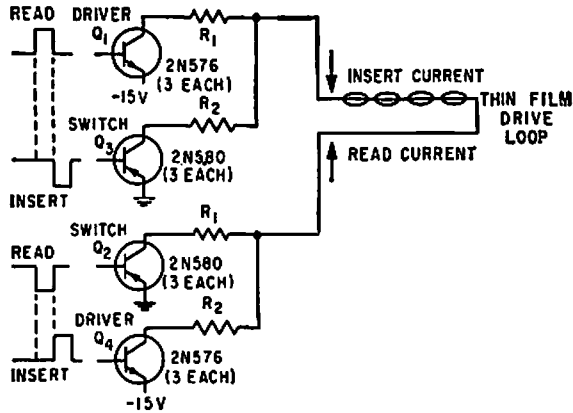 READ
DRIVER
Q1
R1
2N576
(3 EACH)
-15V
R2
SWITCH
Q3
2N580
(3 EACH)
INSERT
INSERT CURRENT
THIN FILM
DRIVE
LOOP
READ CURRENT
SWITCH
R1
READ
Q2
2N580
(3 EACH)
R2
DRIVER
Q4
2N576
(3 EACH)
INSERT
-15V